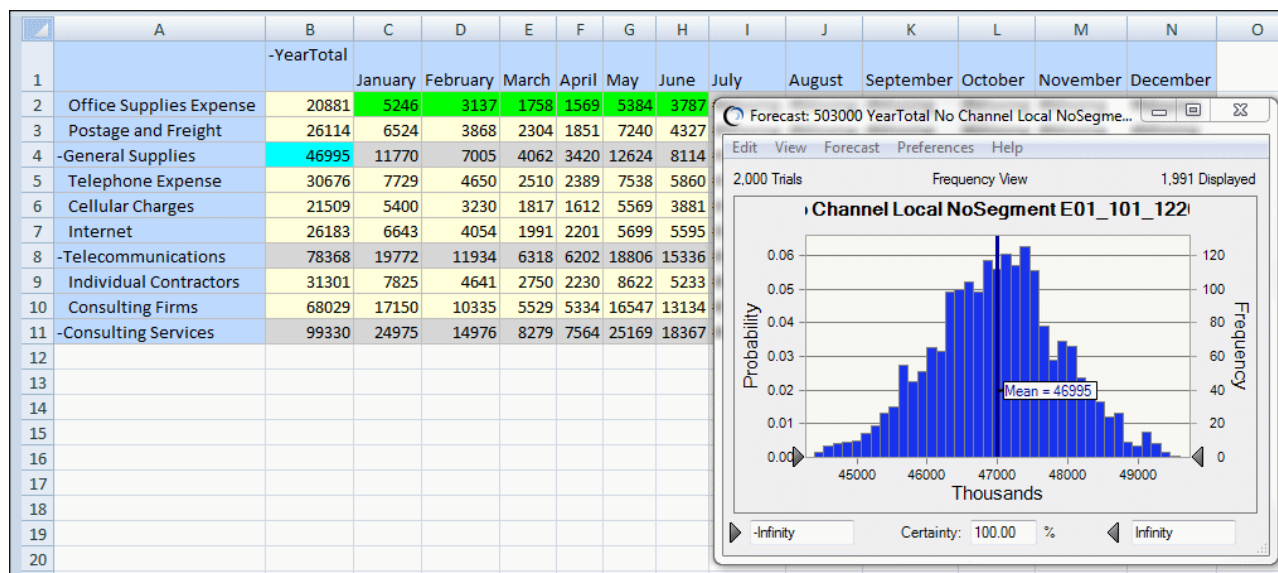 A B C D E F G H I J K L M N O
-YearTotal
1 January February March April May June July August September October November December
2 Office Supplies Expense 20881 5246 3137 1758 1569 5384 3787
3 Postage and Freight 26114 6524 3868 2304 1851 7240 4327
4 -General Supplies 46995 11770 7005 4062 3420 12624 8114
5 Telephone Expense 30676 7729 4650 2510 2389 7538 5860
6 Cellular Charges 21509 5400 3230 1817 1612 5569 3881
7 Internet 26183 6643 4054 1991 2201 5699 5595
8 -Telecommunications 78368 19772 11934 6318 6202 18806 15336
9 Individual Contractors 31301 7825 4641 2750 2230 8622 5233
10 Consulting Firms 68029 17150 10335 5529 5334 16547 13134
11 -Consulting Services 99330 24975 14976 8279 7564 25169 18367
12
13
14
15
16
17
18
19
20
Forecast: 503000 YearTotal No Channel Local NoSegme...
Edit View Forecast Preferences Help
2,000 Trials Frequency View 1,991 Displayed
Channel Local NoSegment E01_101_122
0.06 120
0.05 100
0.04 80
0.03 60
0.02 40
0.01 20
0.00 0
Probability
Frequency
Mean = 46995
45000 46000 47000 48000 49000
Thousands
-Infinity Certainty: 100.00 % Infinity